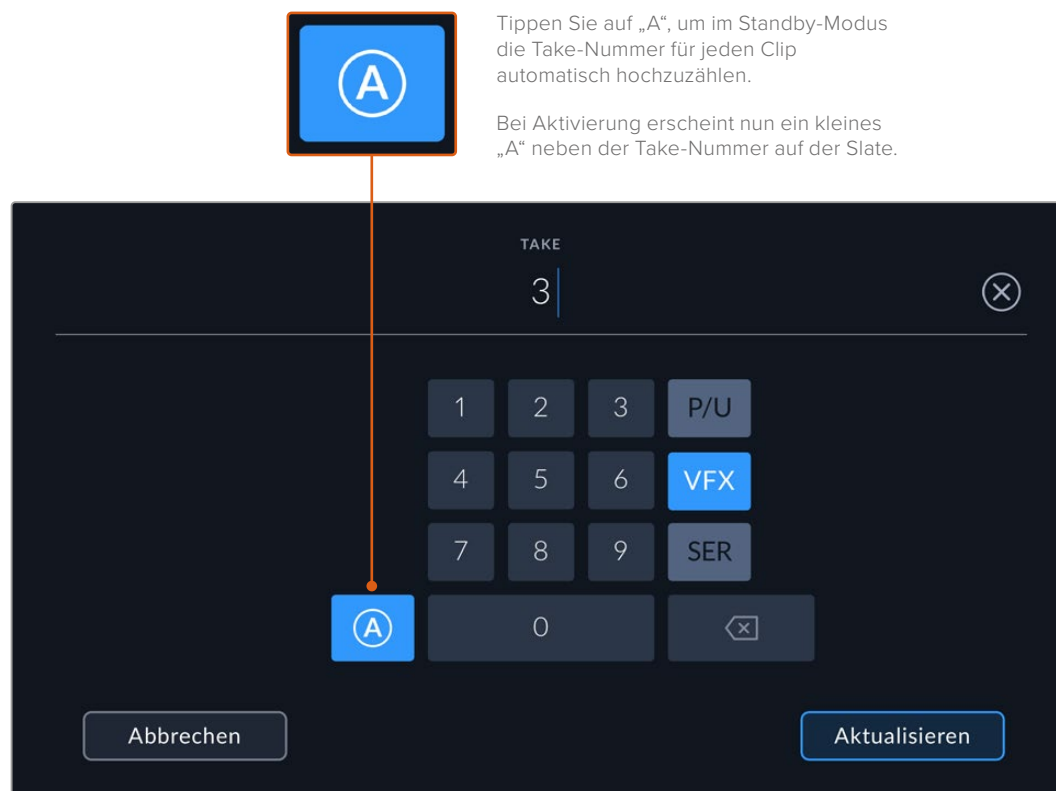 A
Tippen Sie auf „A“, um im Standby-Modus
die Take-Nummer für jeden Clip
automatisch hochzuzählen.
Bei Aktivierung erscheint nun ein kleines
„A“ neben der Take-Nummer auf der Slate.
TAKE
3
1 2 3 P/U
4 5 6 VFX
7 8 9 SER
A 0
Abbrechen Aktualisieren